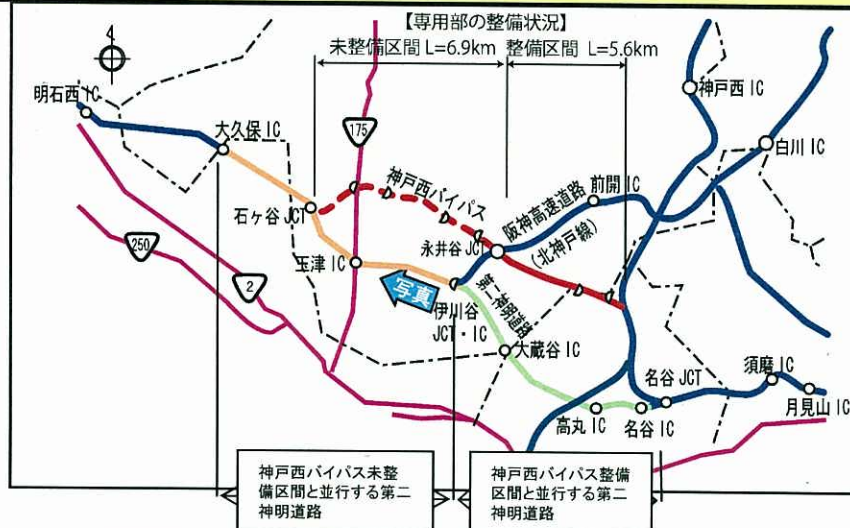 【専用部の整備状況】
未整備区間 L=6.9km 整備区間 L=5.6km
4
明石西 IC
大久保 IC
175
神戸西 IC
白川 IC
石ヶ谷 JCT
神戸西バイパス
阪神高速道路
(北神戸線)
前開 IC
永井谷 JCT
250
2
玉津 IC
写真
伊川谷
JCT・IC
第二神明道路
大蔵谷 IC
高丸 IC
名谷 IC
名谷 JCT
須磨 IC
月見山 IC
神戸西バイパス未整
備区間と並行する第二
神明道路
神戸西バイパス整備
区間と並行する第二
神明道路